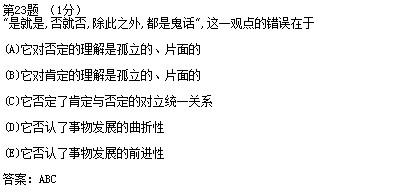 第23题 (1分)
"是就是,否就否,除此之外,都是鬼话",这一观点的错误在于
(A)它对否定的理解是孤立的、片面的
(B)它对肯定的理解是孤立的、片面的
(C)它否定了肯定与否定的对立统一关系
(D)它否认了事物发展的曲折性
(E)它否认了事物发展的前进性
答案: ABC